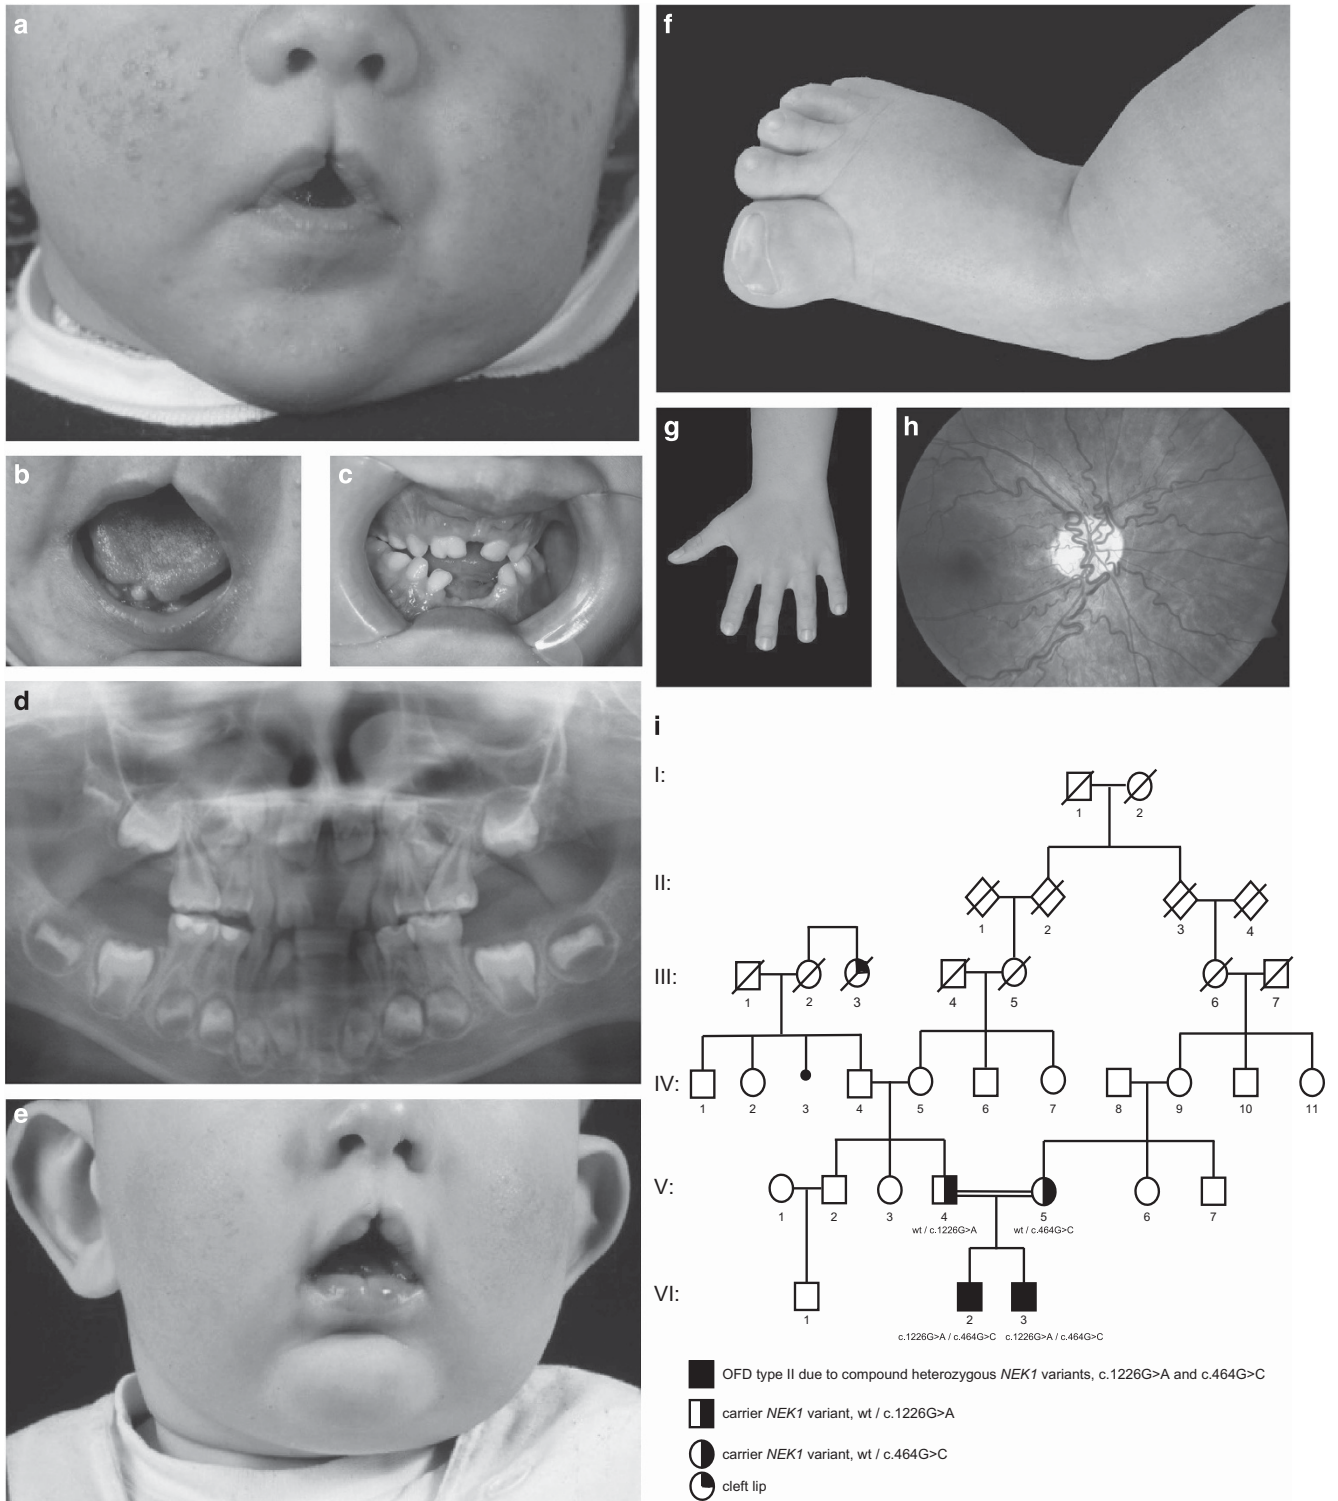 a
f
g
h
b
c
d
i
I:
1
2
II:
1
2
3
4
III:
1
2
3
4
5
6
7
IV:
1
2
3
4
5
6
7
8
9
10
11
e
V:
1
2
3
4
5
6
7
wt / c.1226G>A
wt / c.464G>C
VI:
1
2
3
c.1226G>A / c.464G>C
c.1226G>A / c.464G>C
OFD type II due to compound heterozygous NEK1 variants, c.1226G>A and c.464G>C
carrier NEK1 variant, wt / c.1226G>A
carrier NEK1 variant, wt / c.464G>C
cleft lip